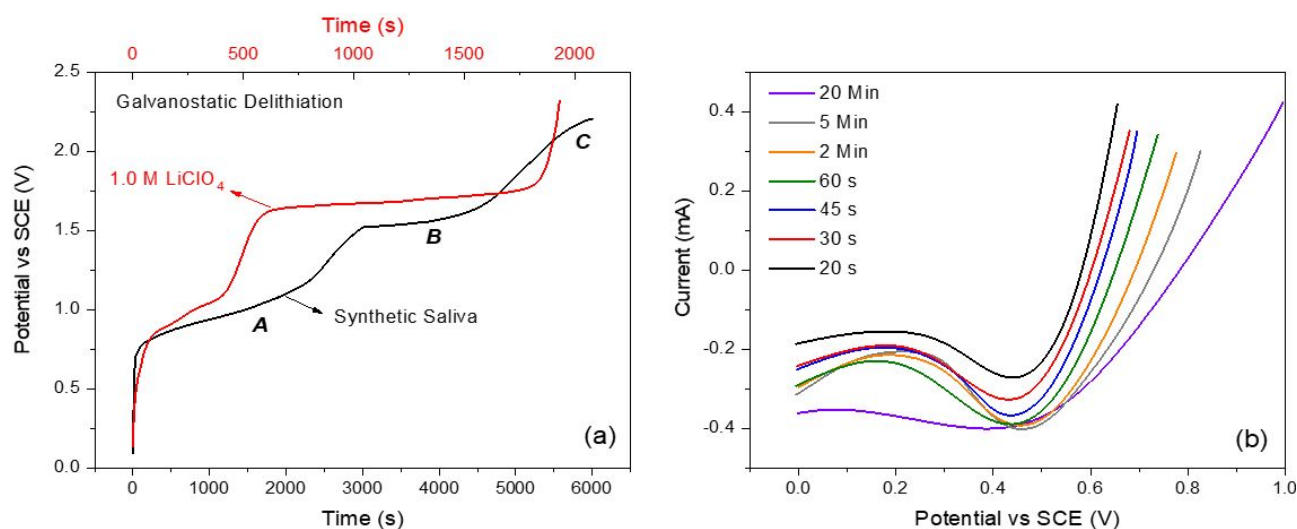 Time (s)
0 500 1000 1500 2000
Galvanostatic Delithiation
1.0 M LiClO4
Synthetic Saliva
A
B
C
(a)
Potential vs SCE (V)
2.5
2.0
1.5
1.0
0.5
0.0
0 1000 2000 3000 4000 5000 6000
Time (s)
20 Min
5 Min
2 Min
60 s
45 s
30 s
20 s
(b)
Current (mA)
0.4
0.2
0.0
-0.2
-0.4
0.0 0.2 0.4 0.6 0.8 1.0
Potential vs SCE (V)